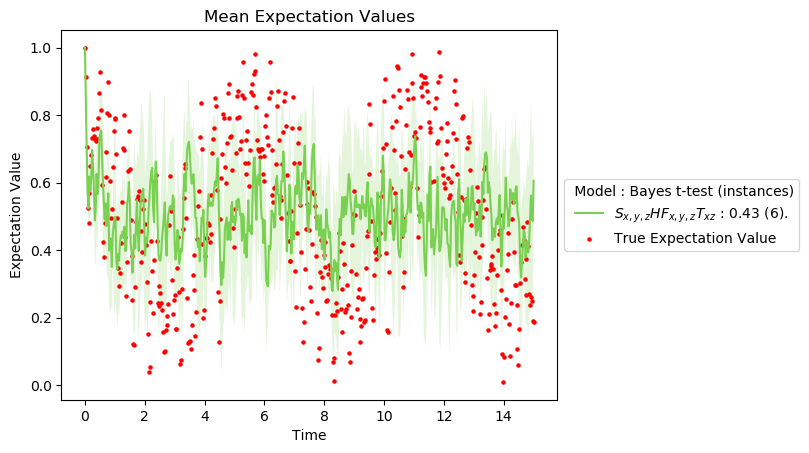 Mean Expectation Values
Expectation Value
1.0
0.8
0.6
0.4
0.2
0.0
0 2 4 6 8 10 12 14
Time
Model : Bayes t-test (instances)
S_{x,y,z}HF_{x,y,z}T_{xz} : 0.43 (6).
True Expectation Value